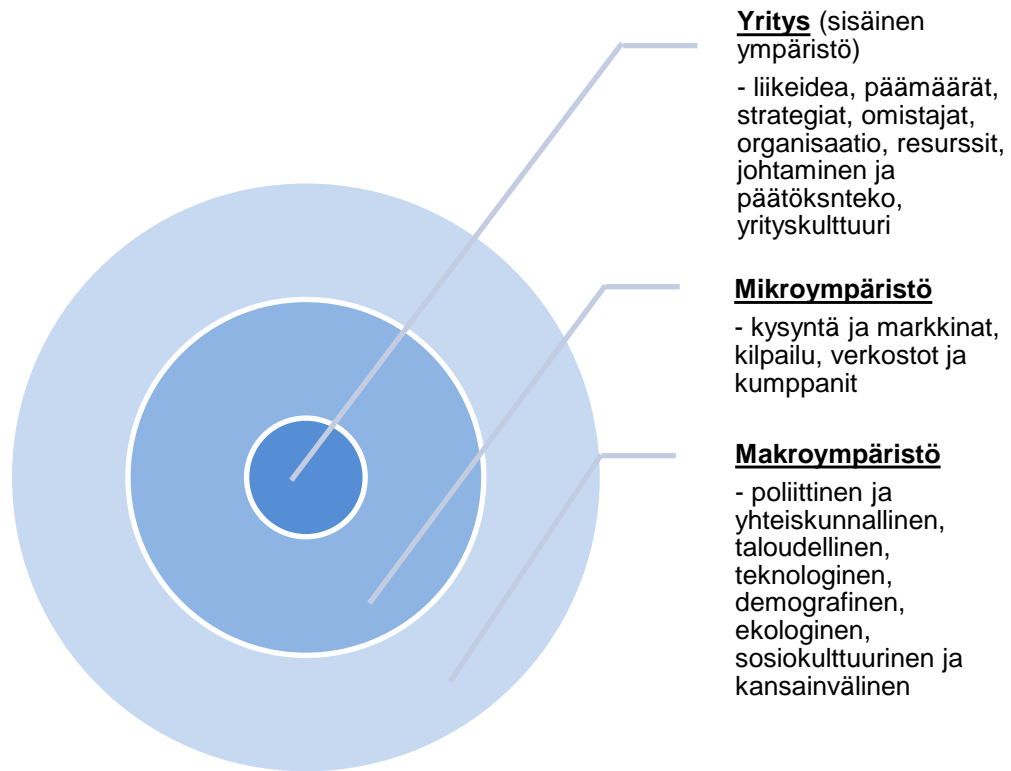 Yritys (sisäinen
ympäristö)
- liikeidea, päämäärät,
strategiat, omistajat,
organisaatio, resurssit,
johtaminen ja
päätöksnteko,
yrityskulttuuri
Mikroympäristö
- kysyntä ja markkinat,
kilpailu, verkostot ja
kumppanit
Makroympäristö
- poliittinen ja
yhteiskunnallinen,
taloudellinen,
teknologinen,
demografinen,
ekologinen,
sosiokulttuurinen ja
kansainvälinen